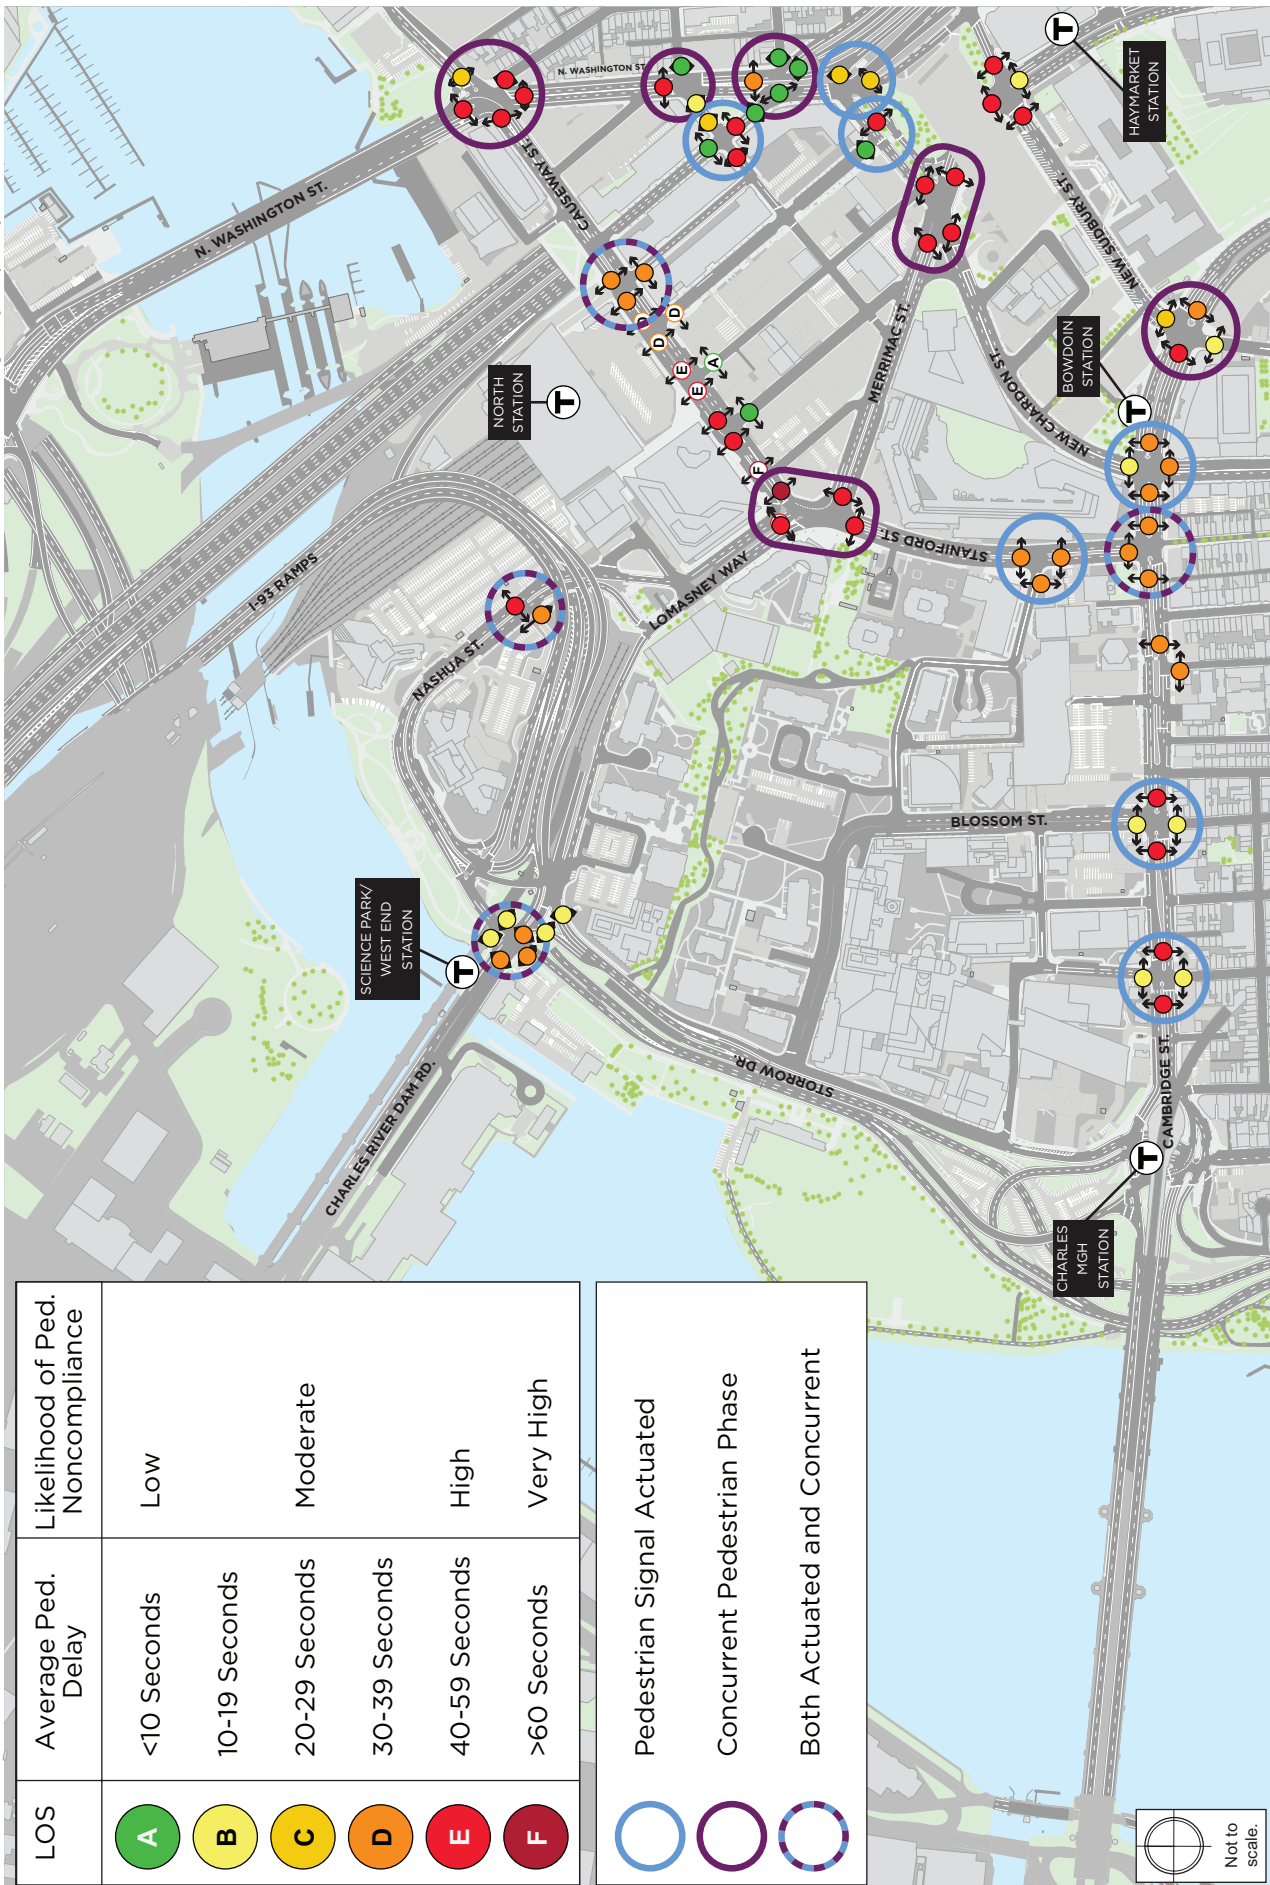 LOS
Average Ped.
Delay
Likelihood of Ped.
Noncompliance
A
<10 Seconds
Low
B
10-19 Seconds
C
20-29 Seconds
Moderate
D
30-39 Seconds
E
40-59 Seconds
High
F
>60 Seconds
Very High
Pedestrian Signal Actuated
Concurrent Pedestrian Phase
Both Actuated and Concurrent
Not to
scale.
N. WASHINGTON ST.
N. WASHINGTON ST.
CAUSEWAY ST.
I-93 RAMPS
NASHUA ST.
LOMASNEY WAY
MERRIMAC ST.
STANIFORD ST.
NEW CHARDON ST.
NEW SUDBURY ST.
BLOSSOM ST.
CAMBRIDGE ST.
STORROW DR.
CHARLES RIVER DAM RD.
SCIENCE PARK/
WEST END
STATION
T
NORTH
STATION
T
HAYMARKET
STATION
T
BOWDOIN
STATION
T
CHARLES
MGH
STATION
T
D
D
D
E
A
E
F